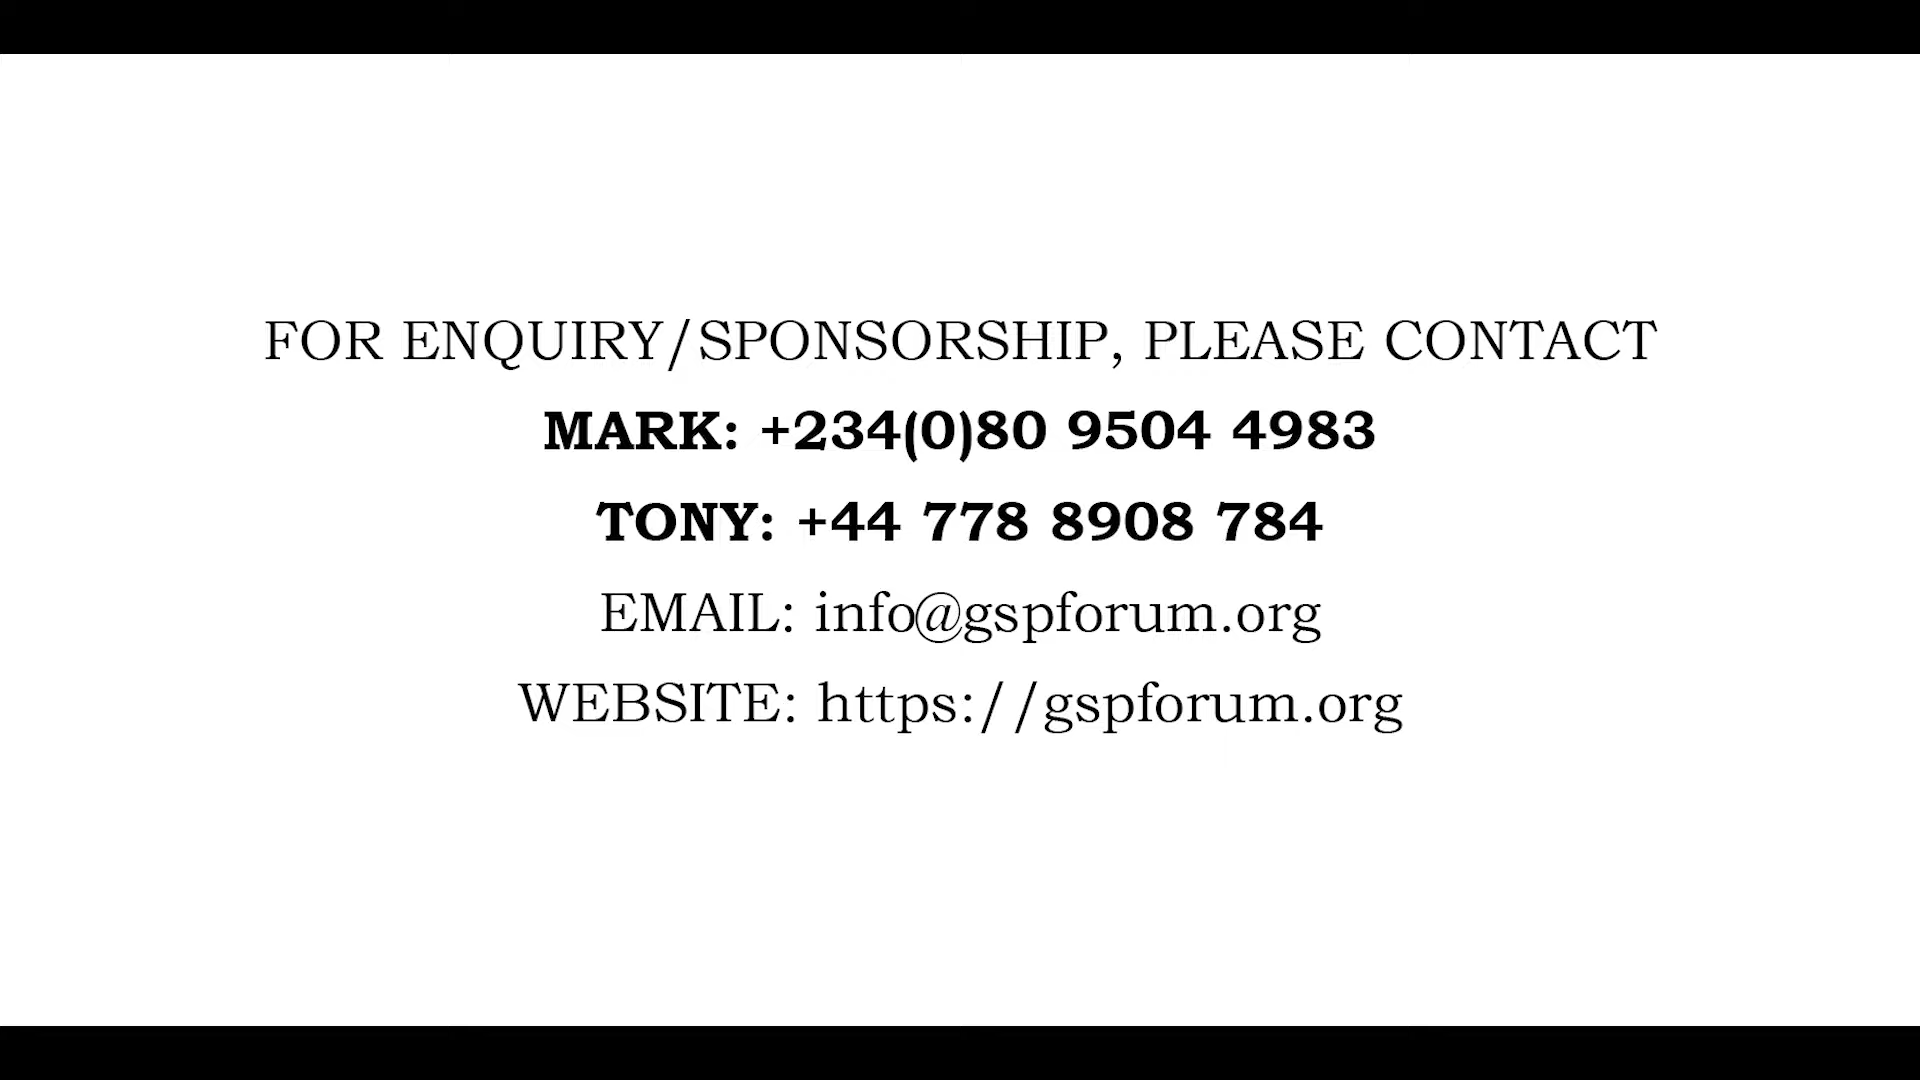 FOR ENQUIRY/SPONSORSHIP, PLEASE CONTACT
MARK: +234(0)80 9504 4983
TONY: +44 778 8908 784
EMAIL: info@gspforum.org
WEBSITE: https://gspforum.org